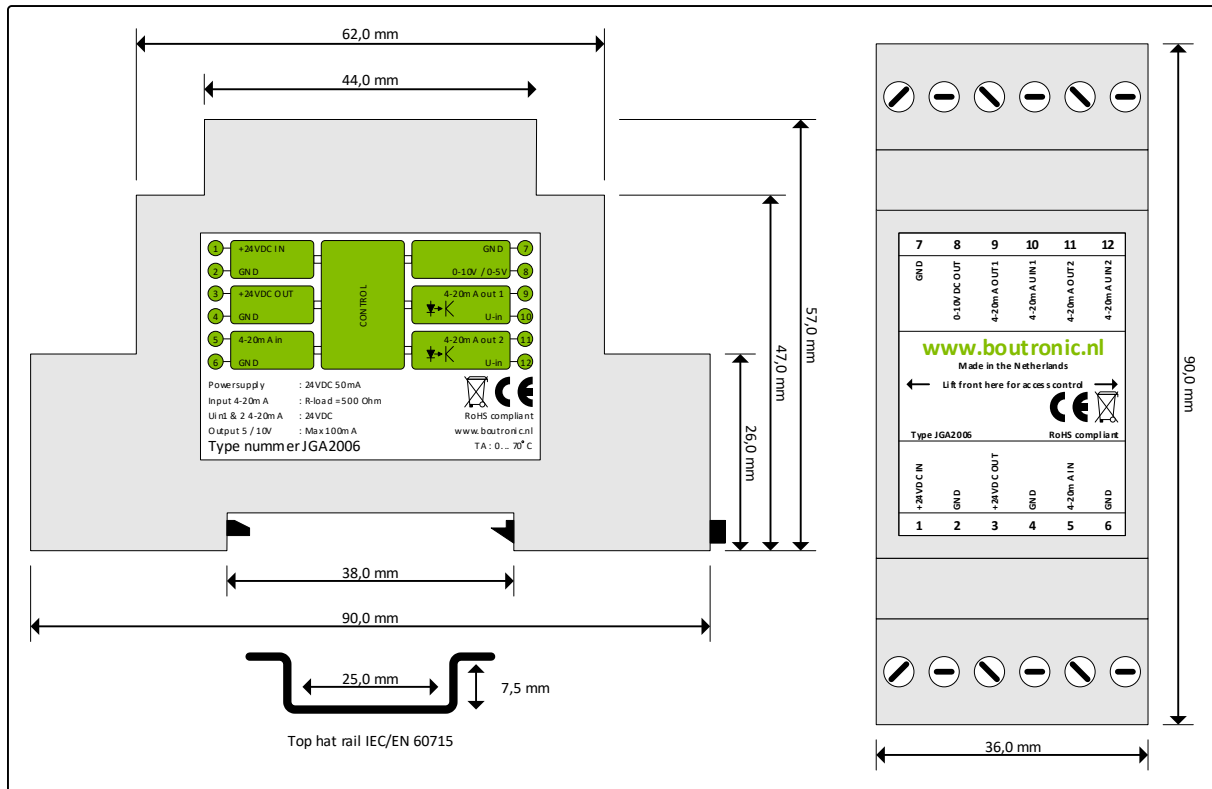 62,0 mm
44,0 mm
57,0 mm
47,0 mm
26,0 mm
1 +24VDC IN
2 GND
3 +24VDC OUT
4 GND
5 4-20mA in
6 GND
CONTROL
GND 7
0-10V / 0-5V 8
4-20mA out 1 9
U-in 10
4-20mA out 2 11
U-in 12
Powersupply : 24VDC 50mA
Input 4-20mA : R-load =500 Ohm
Uin1 & 2 4-20mA : 24VDC
Output 5 / 10V : Max 100mA
Type nummer JGA2006
CE
RoHS compliant
www.boutronic.nl
TA : 0... 70°C
38,0 mm
90,0 mm
25,0 mm
7,5 mm
Top hat rail IEC/EN 60715
7 8 9 10 11 12
GND
0-10VDC OUT
4-20mA OUT1
4-20mA UIN1
4-20mA OUT2
4-20mA UIN2
www.boutronic.nl
Made in the Netherlands
Lift front here for access control
CE
Type JGA2006 RoHS compliant
+24VDC IN
GND
+24VDC OUT
GND
4-20mA IN
GND
1 2 3 4 5 6
90,0 mm
36,0 mm